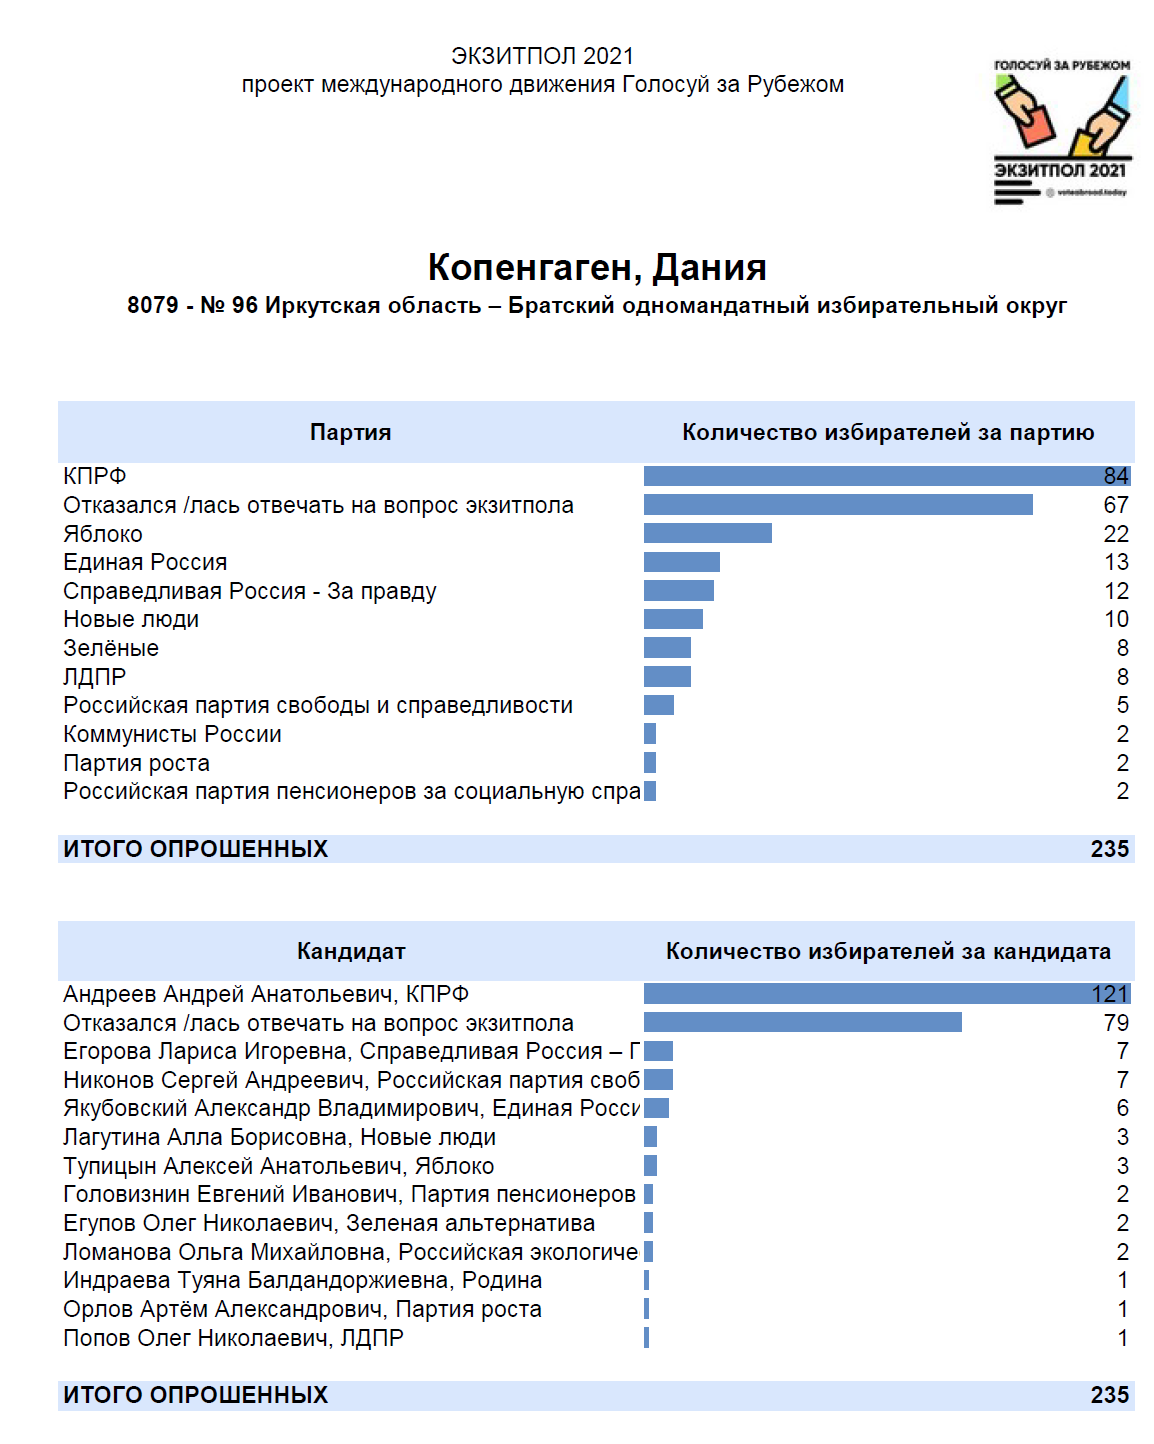 ЭКЗИТПОЛ 2021
проект международного движения Голосуй за Рубежом
ГОЛОСУЙ ЗА РУБЕЖОМ
ЭКЗИТПОЛ 2021
voteabroad.today
Копенгаген, Дания
8079 - № 96 Иркутская область – Братский одномандатный избирательный округ
Партия Количество избирателей за партию
КПРФ 84
Отказался /лась отвечать на вопрос экзитпола 67
Яблоко 22
Единая Россия 13
Справедливая Россия - За правду 12
Новые люди 10
Зелёные 8
ЛДПР 8
Российская партия свободы и справедливости 5
Коммунисты России 2
Партия роста 2
Российская партия пенсионеров за социальную спра 2
ИТОГО ОПРОШЕННЫХ 235
Кандидат Количество избирателей за кандидата
Андреев Андрей Анатольевич, КПРФ 121
Отказался /лась отвечать на вопрос экзитпола 79
Егорова Лариса Игоревна, Справедливая Россия – Г 7
Никонов Сергей Андреевич, Российская партия своб 7
Якубовский Александр Владимирович, Единая Росси 6
Лагутина Алла Борисовна, Новые люди 3
Тупицын Алексей Анатольевич, Яблоко 3
Головизнин Евгений Иванович, Партия пенсионеров 2
Егупов Олег Николаевич, Зеленая альтернатива 2
Ломанова Ольга Михайловна, Российская экологиче 2
Индраева Туяна Балдандоржиевна, Родина 1
Орлов Артём Александрович, Партия роста 1
Попов Олег Николаевич, ЛДПР 1
ИТОГО ОПРОШЕННЫХ 235